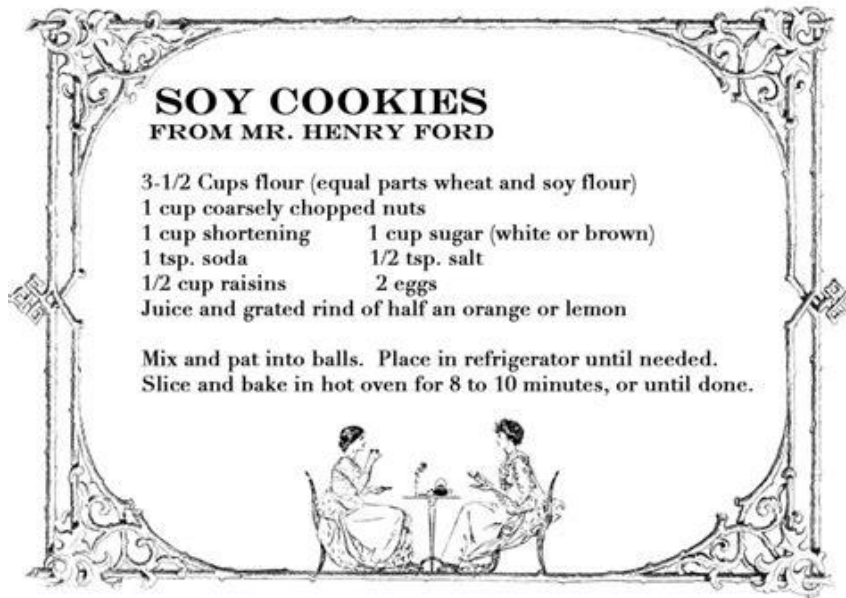 SOY COOKIES
FROM MR. HENRY FORD
3-1/2 Cups flour (equal parts wheat and soy flour)
1 cup coarsely chopped nuts
1 cup shortening 1 cup sugar (white or brown)
1 tsp. soda 1/2 tsp. salt
1/2 cup raisins 2 eggs
Juice and grated rind of half an orange or lemon
Mix and pat into balls. Place in refrigerator until needed.
Slice and bake in hot oven for 8 to 10 minutes, or until done.